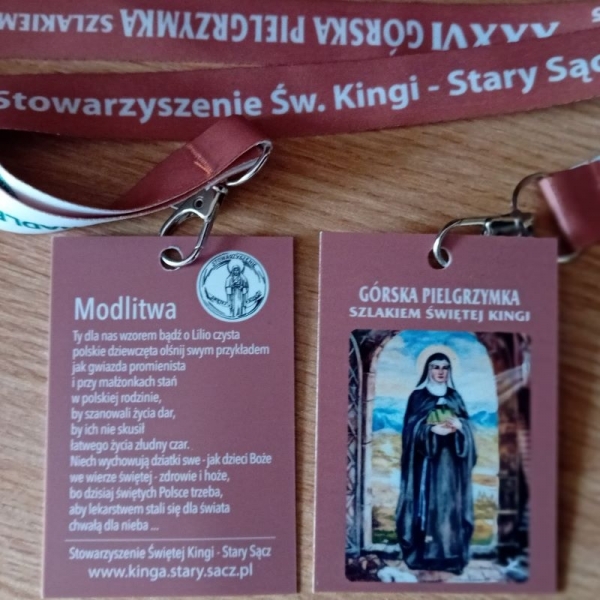 XXXVI GÓRSKA PIELGRZYMKA SZLAKIEM
Stowarzyszenie Św. Kingi - Stary Sącz
STOWARZYSZENIE
Modlitwa
Ty dla nas wzorem bądź o Lilio czysta
polskie dziewczęta olśnij swym przykładem
jak gwiazda promienista
i przy małżonkach stań
w polskiej rodzinie,
by szanowali życia dar,
by ich nie skusił
łatwego życia złudny czar.
Niech wychowują dziatki swe - jak dzieci Boże
we wierze świętej - zdrowie i hoże,
bo dzisiaj świętych Polsce trzeba,
aby lekarstwem stali się dla świata
chwałą dla nieba ...
Stowarzyszenie Świętej Kingi - Stary Sącz
www.kinga.stary.sacz.pl
GÓRSKA PIELGRZYMKA
SZLAKIEM ŚWIĘTEJ KINGI